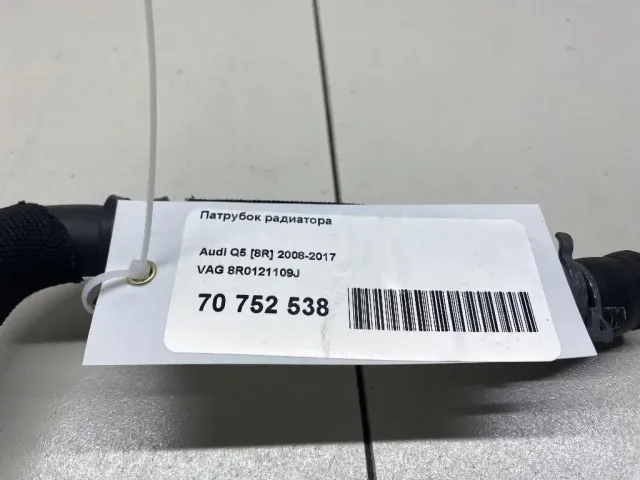 Патрубок радиатора
Audi Q5 [8R] 2008-2017
VAG 8R0121109J
70 752 538